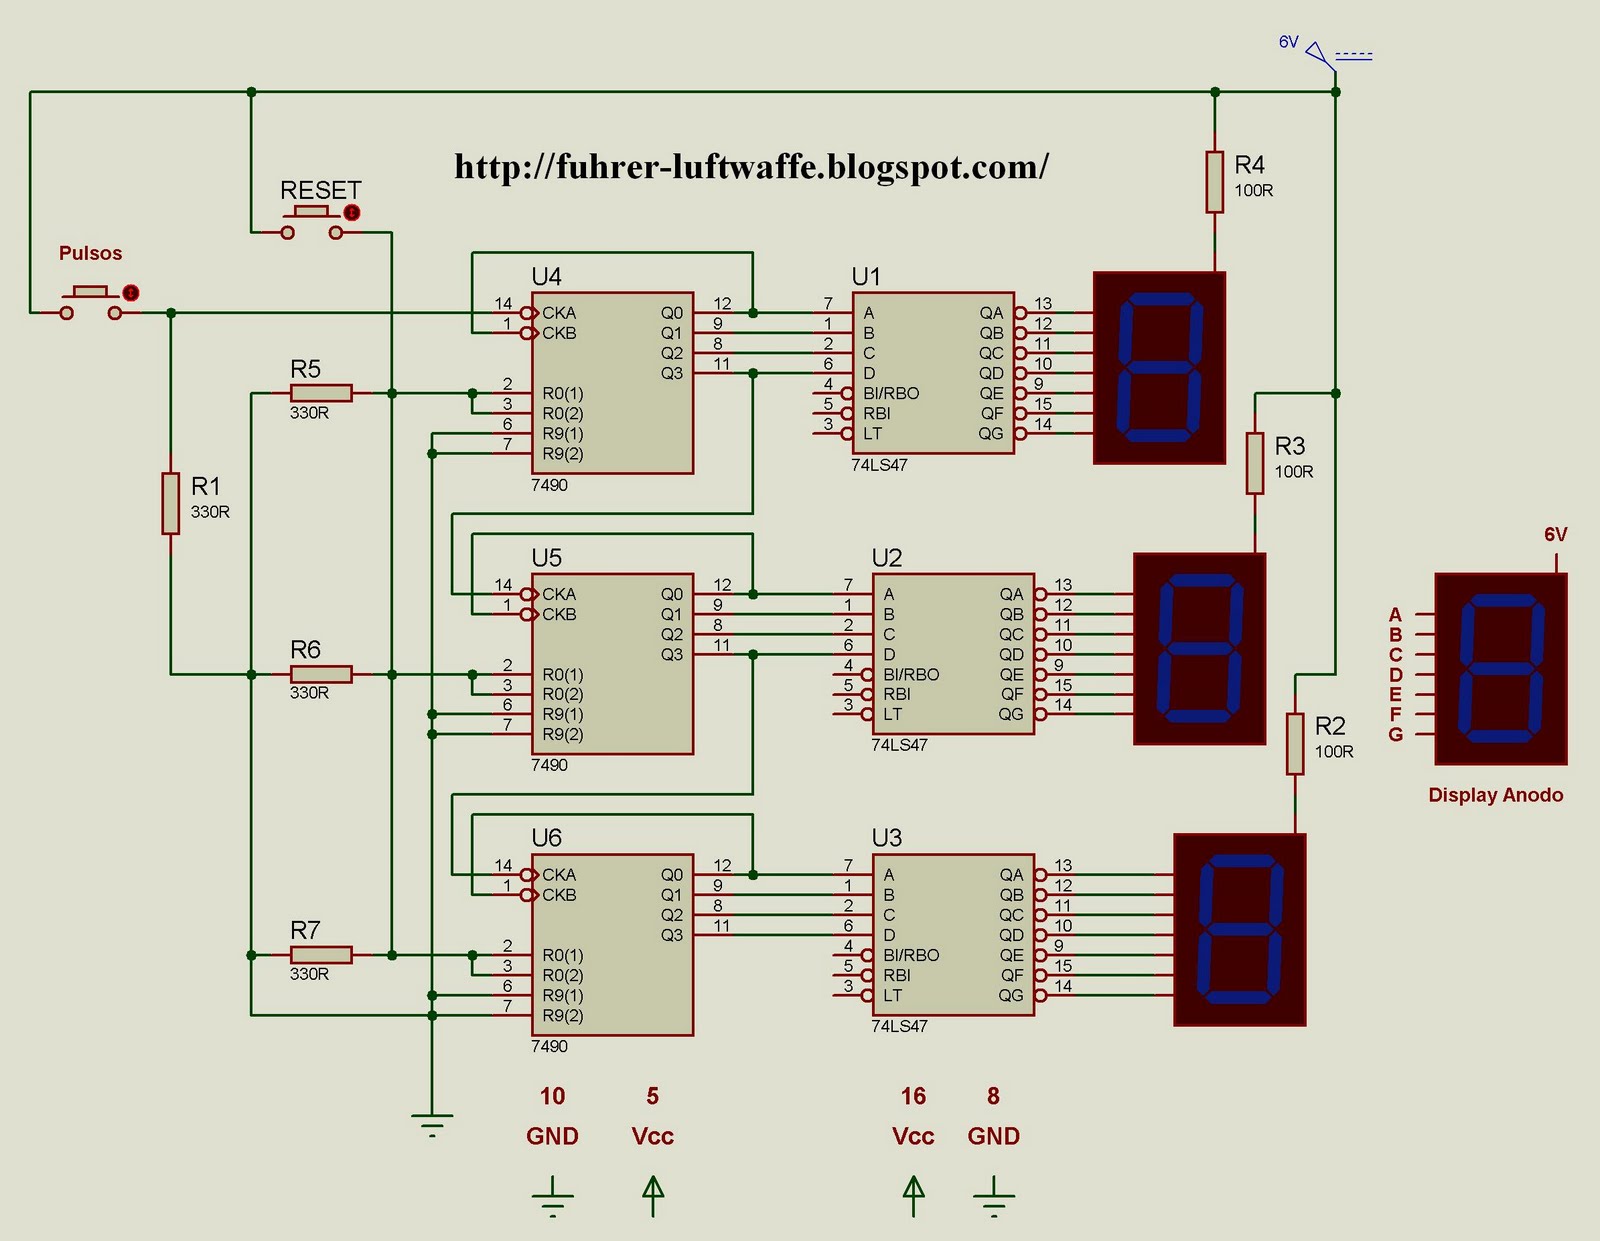 6V
http://fuhrer-luftwaffe.blogspot.com/
R4
100R
RESET
Pulsos
U4
14 CKA Q0 12
1 CKB Q1 9
Q2 8
Q3 11
2 R0(1)
3 R0(2)
6 R9(1)
7 R9(2)
7490
U1
7 A QA 13
1 B QB 12
2 C QC 11
6 D QD 10
4 BI/RBO QE 9
5 RBI QF 15
3 LT QG 14
74LS47
R5
330R
R3
100R
R1
330R
U5
14 CKA Q0 12
1 CKB Q1 9
Q2 8
Q3 11
2 R0(1)
3 R0(2)
6 R9(1)
7 R9(2)
7490
U2
7 A QA 13
1 B QB 12
2 C QC 11
6 D QD 10
4 BI/RBO QE 9
5 RBI QF 15
3 LT QG 14
74LS47
R6
330R
R2
100R
6V
A
B
C
D
E
F
G
Display Anodo
U6
14 CKA Q0 12
1 CKB Q1 9
Q2 8
Q3 11
2 R0(1)
3 R0(2)
6 R9(1)
7 R9(2)
7490
U3
7 A QA 13
1 B QB 12
2 C QC 11
6 D QD 10
4 BI/RBO QE 9
5 RBI QF 15
3 LT QG 14
74LS47
R7
330R
10 5 16 8
GND Vcc Vcc GND